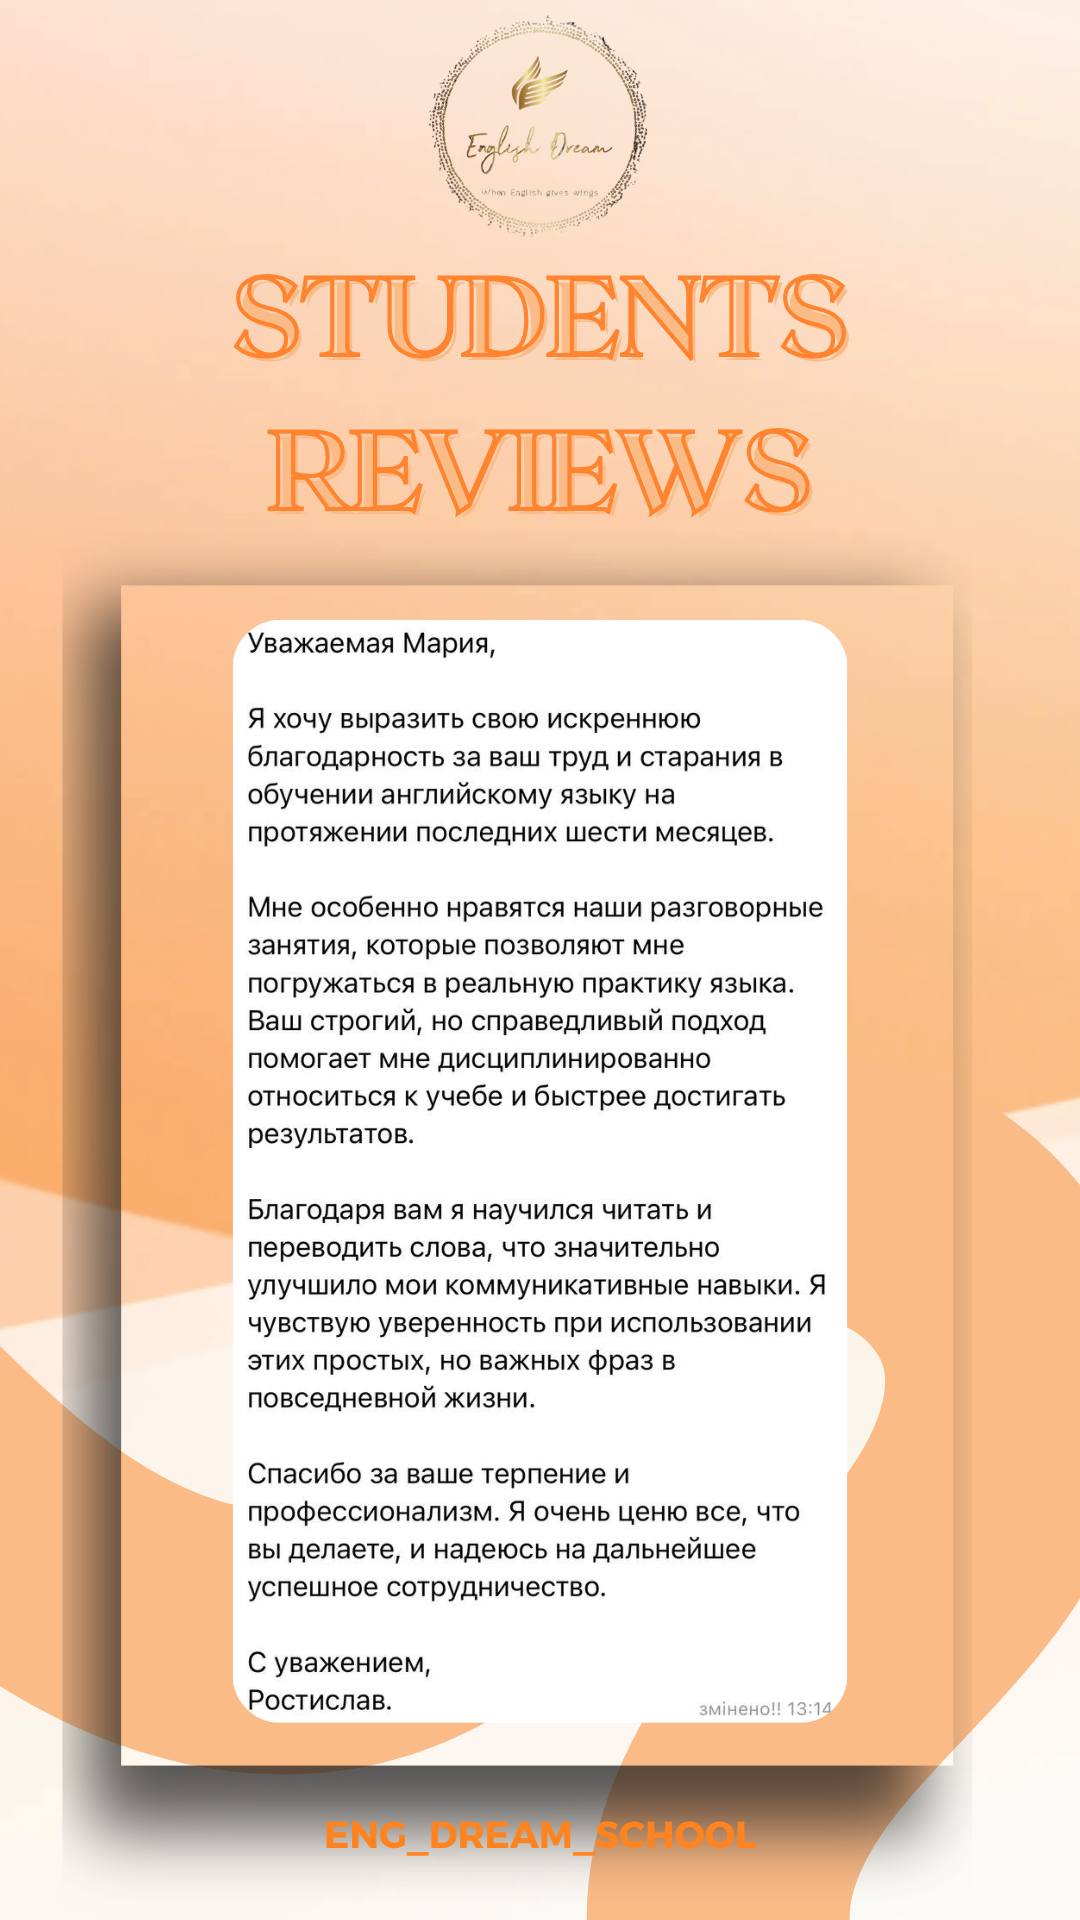 English Dream
When English gives wings
STUDENTS
REVIEWS
Уважаемая Мария,
Я хочу выразить свою искреннюю
благодарность за ваш труд и старания в
обучении английскому языку на
протяжении последних шести месяцев.
Мне особенно нравятся наши разговорные
занятия, которые позволяют мне
погружаться в реальную практику языка.
Ваш строгий, но справедливый подход
помогает мне дисциплинированно
относиться к учебе и быстрее достигать
результатов.
Благодаря вам я научился читать и
переводить слова, что значительно
улучшило мои коммуникативные навыки. Я
чувствую уверенность при использовании
этих простых, но важных фраз в
повседневной жизни.
Спасибо за ваше терпение и
профессионализм. Я очень ценю все, что
вы делаете, и надеюсь на дальнейшее
успешное сотрудничество.
С уважением,
Ростислав.
змінено!! 13:14
ENG_DREAM_SCHOOL